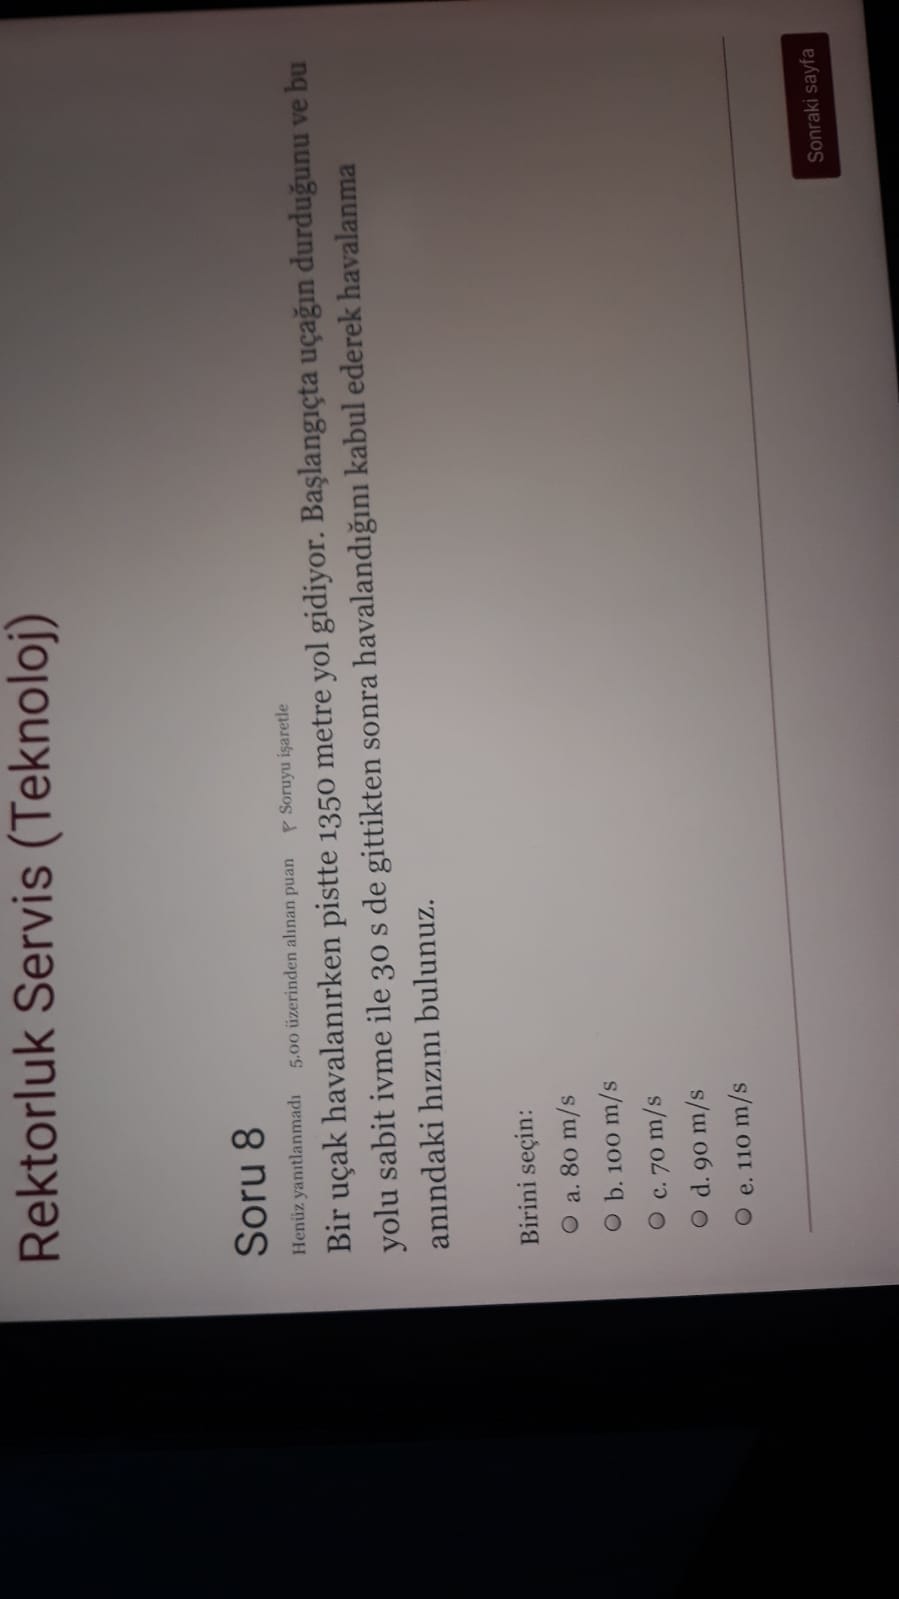 Rektorluk Servis (Teknoloj)
Soru 8
Henüz yanıtlanmadı 5.00 üzerinden alınan puan Soruyu işaretle
Bir uçak havalanırken pistte 1350 metre yol gidiyor. Başlangıçta uçağın durduğunu ve bu
yolu sabit ivme ile 30 s de gittikten sonra havalandığını kabul ederek havalanma
anındaki hızını bulunuz.
Birini seçin:
a. 80 m/s
b. 100 m/s
c. 70 m/s
d. 90 m/s
e. 110 m/s
Sonraki sayfa